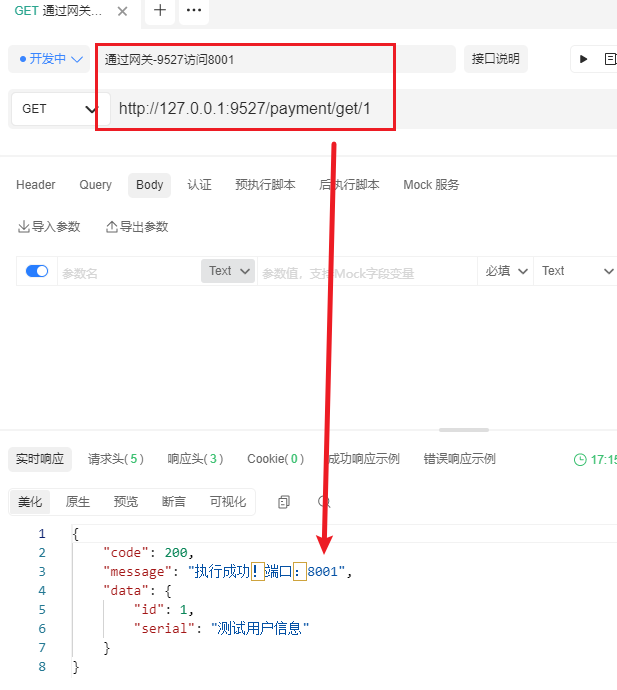 GET 通过网关...
开发中 通过网关-9527访问8001 接口说明
GET http://127.0.0.1:9527/payment/get/1
Header Query Body 认证 预执行脚本 后执行脚本 Mock 服务
导入参数 导出参数
参数名 Text 参数值，支持Mock字段变量 必填 Text
实时响应 请求头(5) 响应头(3) Cookie(0) 成功响应示例 错误响应示例 17:15
美化 原生 预览 断言 可视化
1 {
2 "code": 200,
3 "message": "执行成功！端口：8001",
4 "data": {
5 "id": 1,
6 "serial": "测试用户信息"
7 }
8 }